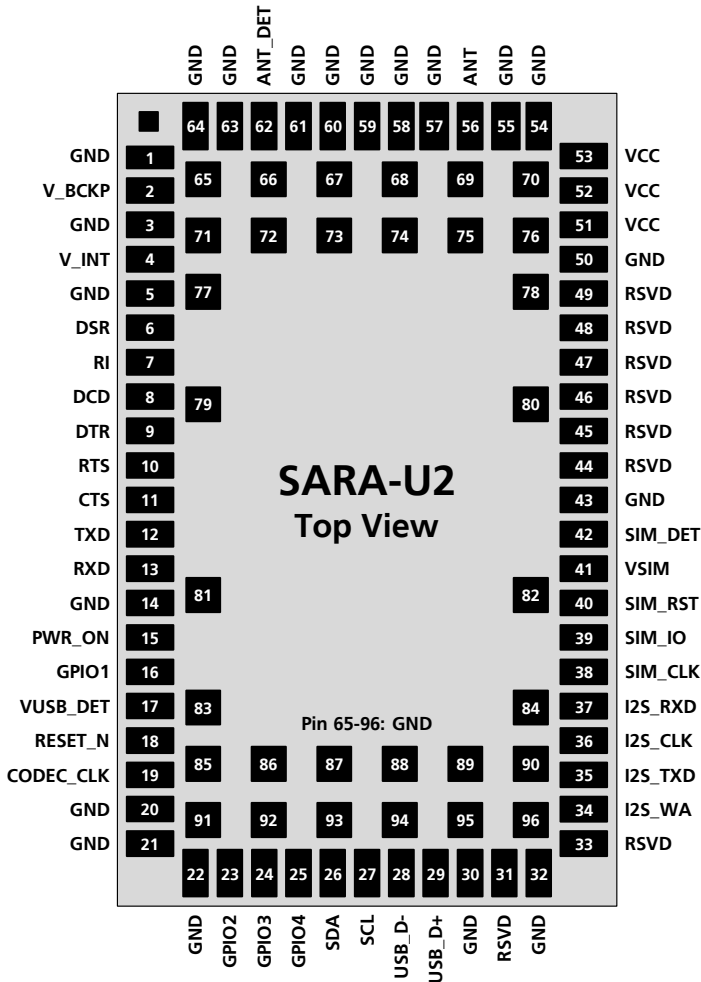 GND GND ANT_DET GND GND GND GND GND ANT GND GND
64 63 62 61 60 59 58 57 56 55 54
GND 1
V_BCKP 2
GND 3
V_INT 4
GND 5
DSR 6
RI 7
DCD 8
DTR 9
RTS 10
CTS 11
TXD 12
RXD 13
GND 14
PWR_ON 15
GPIO1 16
VUSB_DET 17
RESET_N 18
CODEC_CLK 19
GND 20
GND 21
65 66 67 68 69 70
71 72 73 74 75 76
77 78
79 80
SARA-U2
Top View
81 82
83 84
Pin 65-96: GND
85 86 87 88 89 90
91 92 93 94 95 96
53 VCC
52 VCC
51 VCC
50 GND
49 RSVD
48 RSVD
47 RSVD
46 RSVD
45 RSVD
44 RSVD
43 GND
42 SIM_DET
41 VSIM
40 SIM_RST
39 SIM_IO
38 SIM_CLK
37 I2S_RXD
36 I2S_CLK
35 I2S_TXD
34 I2S_WA
33 RSVD
22 23 24 25 26 27 28 29 30 31 32
GND GPIO2 GPIO3 GPIO4 SDA SCL USB_D- USB_D+ GND RSVD GND